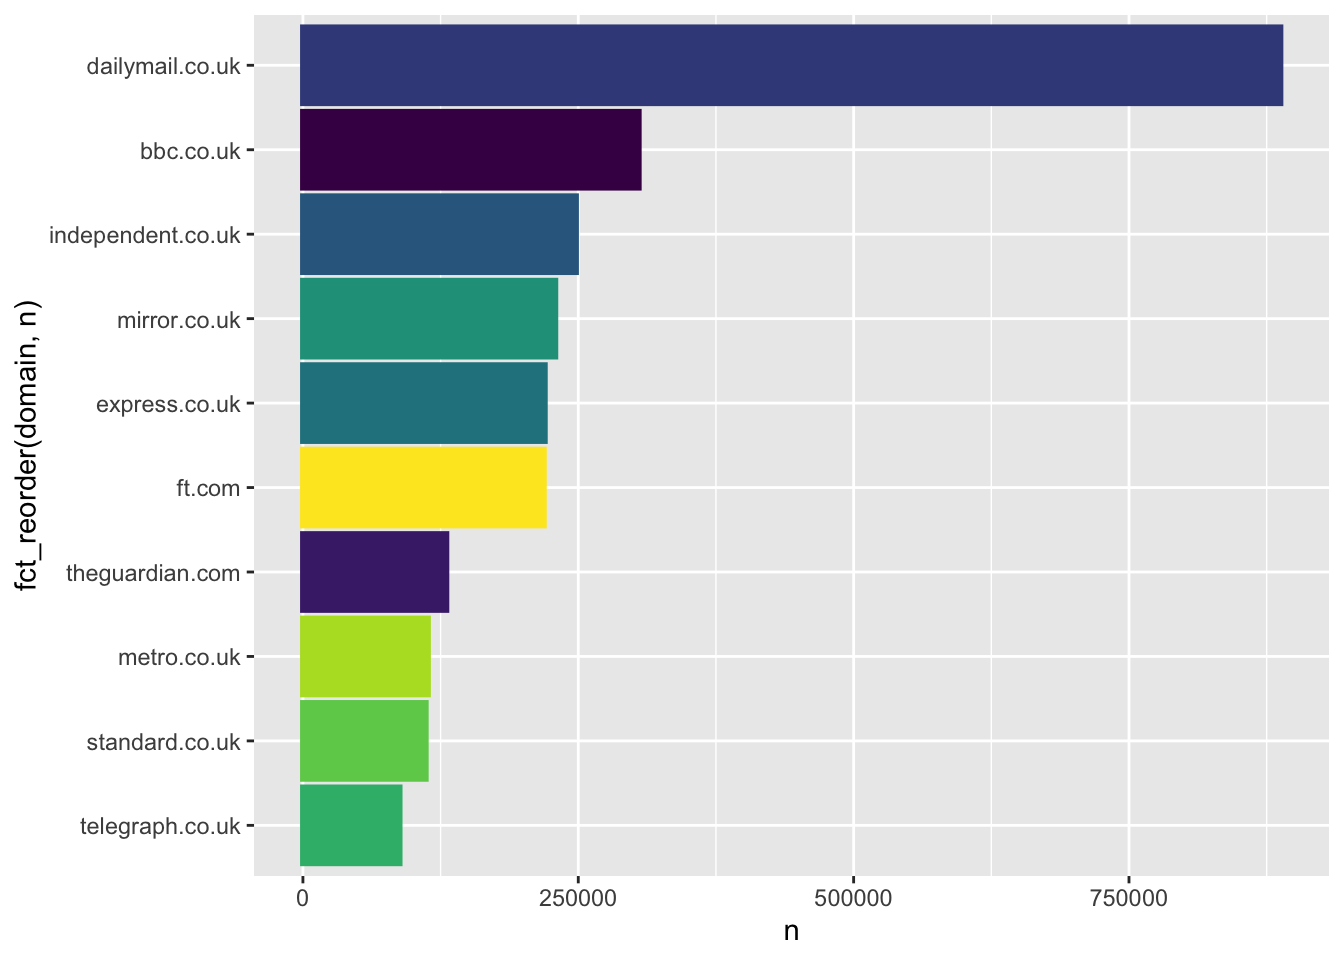 dailymail.co.uk
bbc.co.uk
independent.co.uk
mirror.co.uk
express.co.uk
ft.com
theguardian.com
metro.co.uk
standard.co.uk
telegraph.co.uk
fct_reorder(domain, n)
0 250000 500000 750000
n